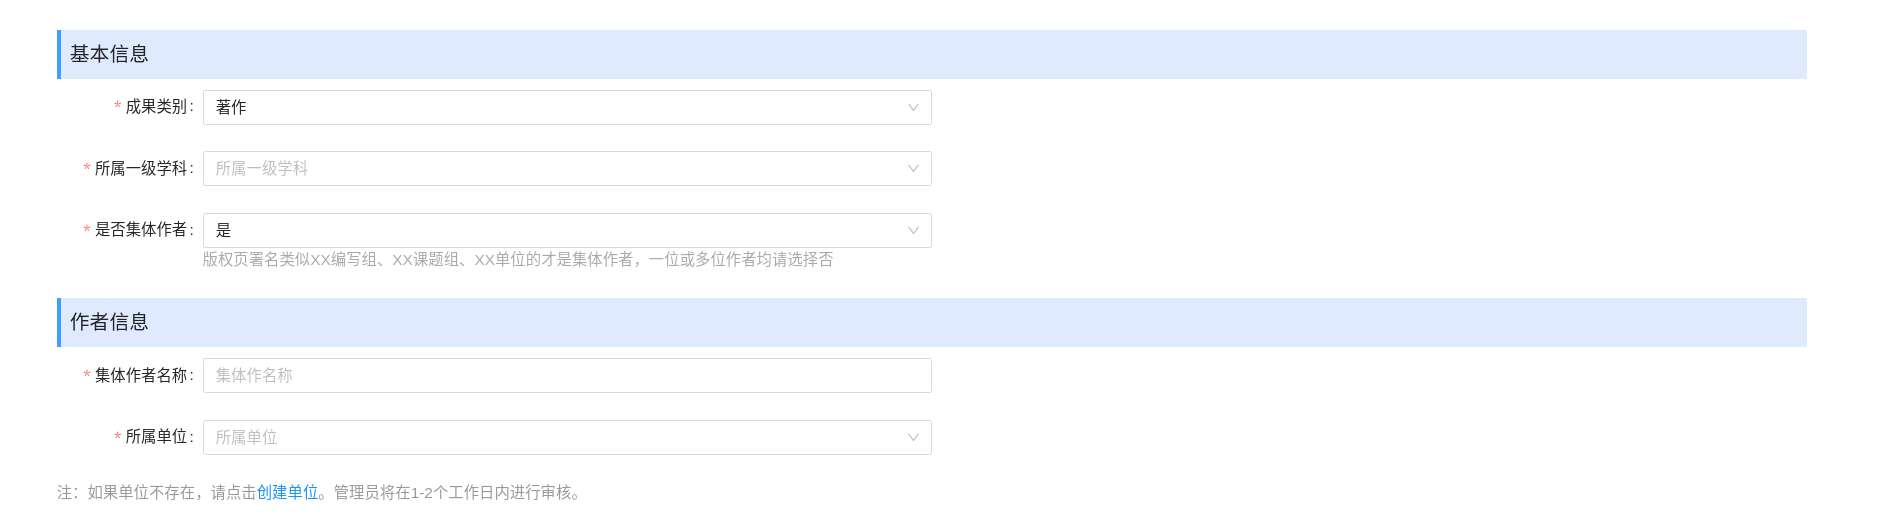 基本信息
* 成果类别: 著作
* 所属一级学科: 所属一级学科
* 是否集体作者: 是
版权页署名类似XX编写组、XX课题组、XX单位的才是集体作者，一位或多位作者均请选择否
作者信息
* 集体作者名称: 集体作名称
* 所属单位: 所属单位
注：如果单位不存在，请点击创建单位。管理员将在1-2个工作日内进行审核。